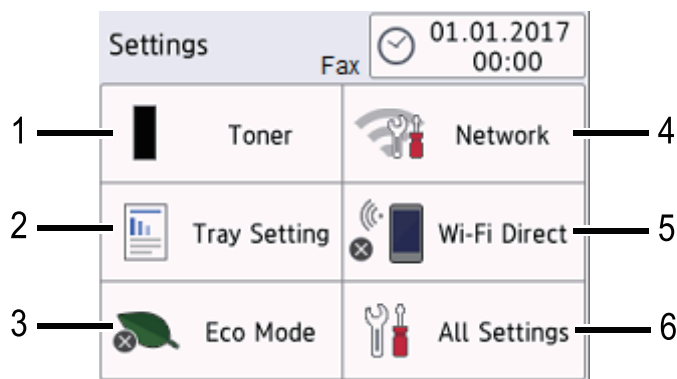 Settings
Fax
01.01.2017
00:00
1
Toner
Network
4
2
Tray Setting
Wi-Fi Direct
5
3
Eco Mode
All Settings
6